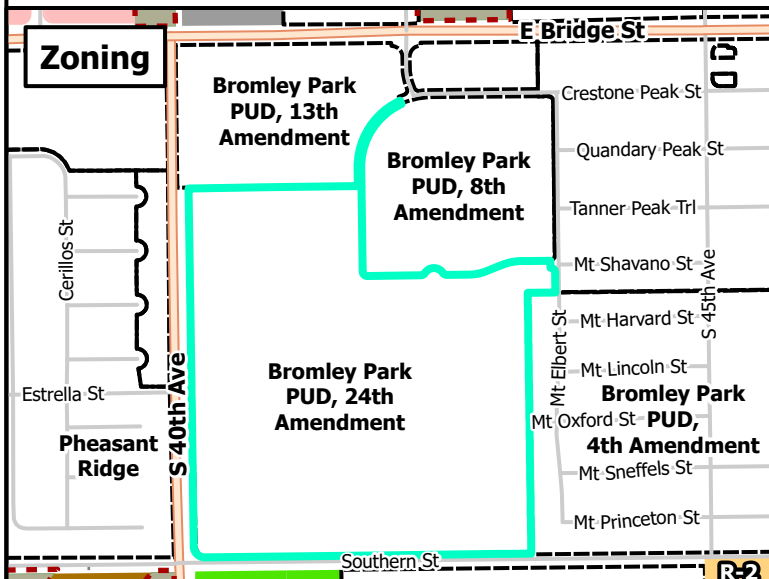 E Bridge St
Zoning
Bromley Park
PUD, 13th
Amendment
Crestone Peak St
Bromley Park
PUD, 8th
Amendment
Quandary Peak St
Tanner Peak Trl
Cerillos St
Mt Shavano St
S 45th Ave
Mt Harvard St
Mt Elbert St
Mt Lincoln St
Bromley Park
PUD, 24th
Amendment
S 40th Ave
Estrella St
Bromley Park
PUD,
4th Amendment
Mt Oxford St
Pheasant
Ridge
Mt Sneffels St
Mt Princeton St
Southern St
R-2